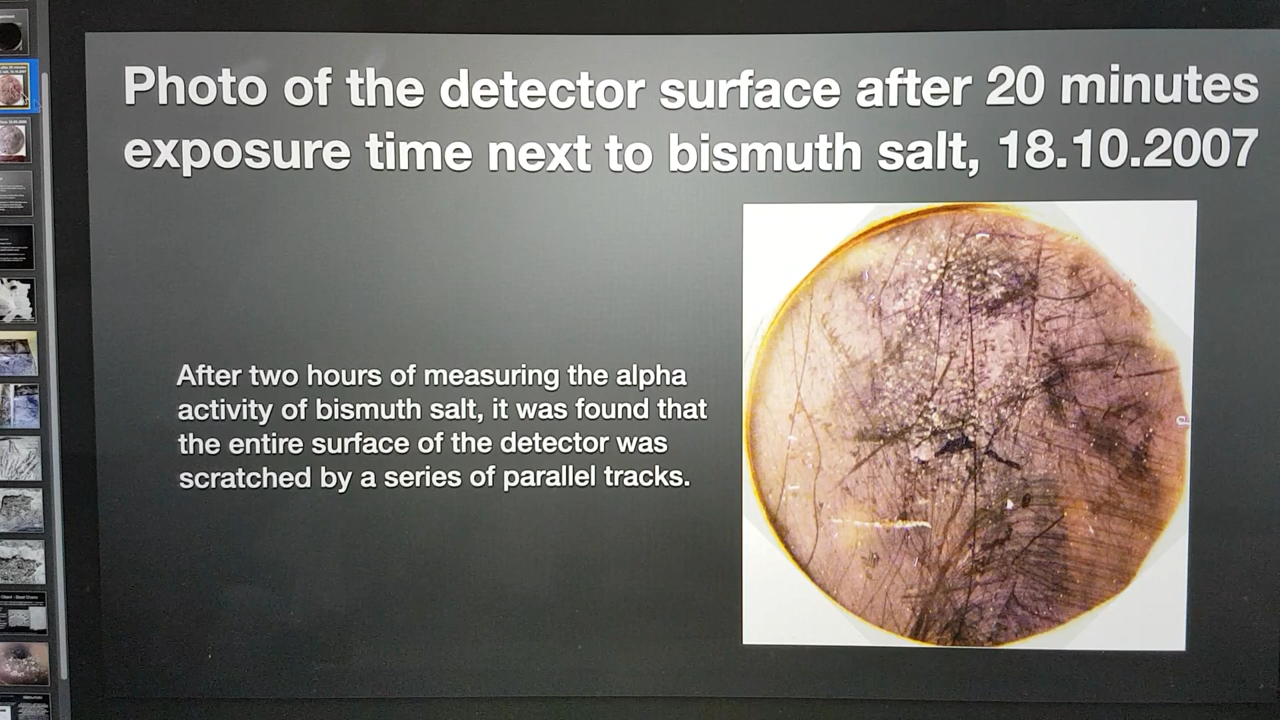 Photo of the detector surface after 20 minutes
exposure time next to bismuth salt, 18.10.2007
After two hours of measuring the alpha
activity of bismuth salt, it was found that
the entire surface of the detector was
scratched by a series of parallel tracks.